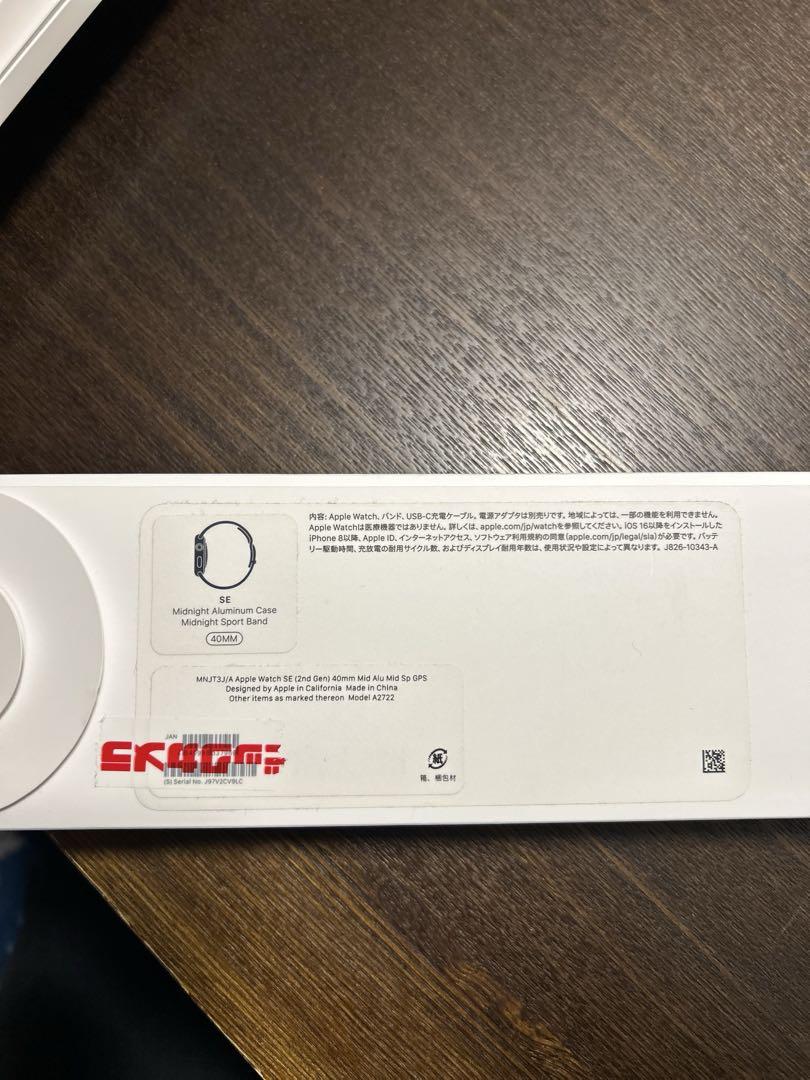 SE
Midnight Aluminum Case
Midnight Sport Band
40MM
内容: Apple Watch、バンド、USB-C充電ケーブル。電源アダプタは別売りです。地域によっては、一部の機能を利用できません。
Apple Watchは医療機器ではありません。詳しくは、apple.com/jp/watchを参照してください。iOS 16以降をインストールした
iPhone 8以降、Apple ID、インターネットアクセス、ソフトウェア利用規約の同意(apple.com/jp/legal/sla)が必要です。バッテ
リー駆動時間、充放電の耐用サイクル数、およびディスプレイ耐用年数は、使用状況や設定によって異なります。 J826-10343-A
MNJT3J/A Apple Watch SE (2nd Gen) 40mm Mid Alu Mid Sp GPS
Designed by Apple in California Made in China
Other items as marked thereon Model A2722
JAN
(S) Serial No. J97V2CV9LC
紙
箱、梱包材